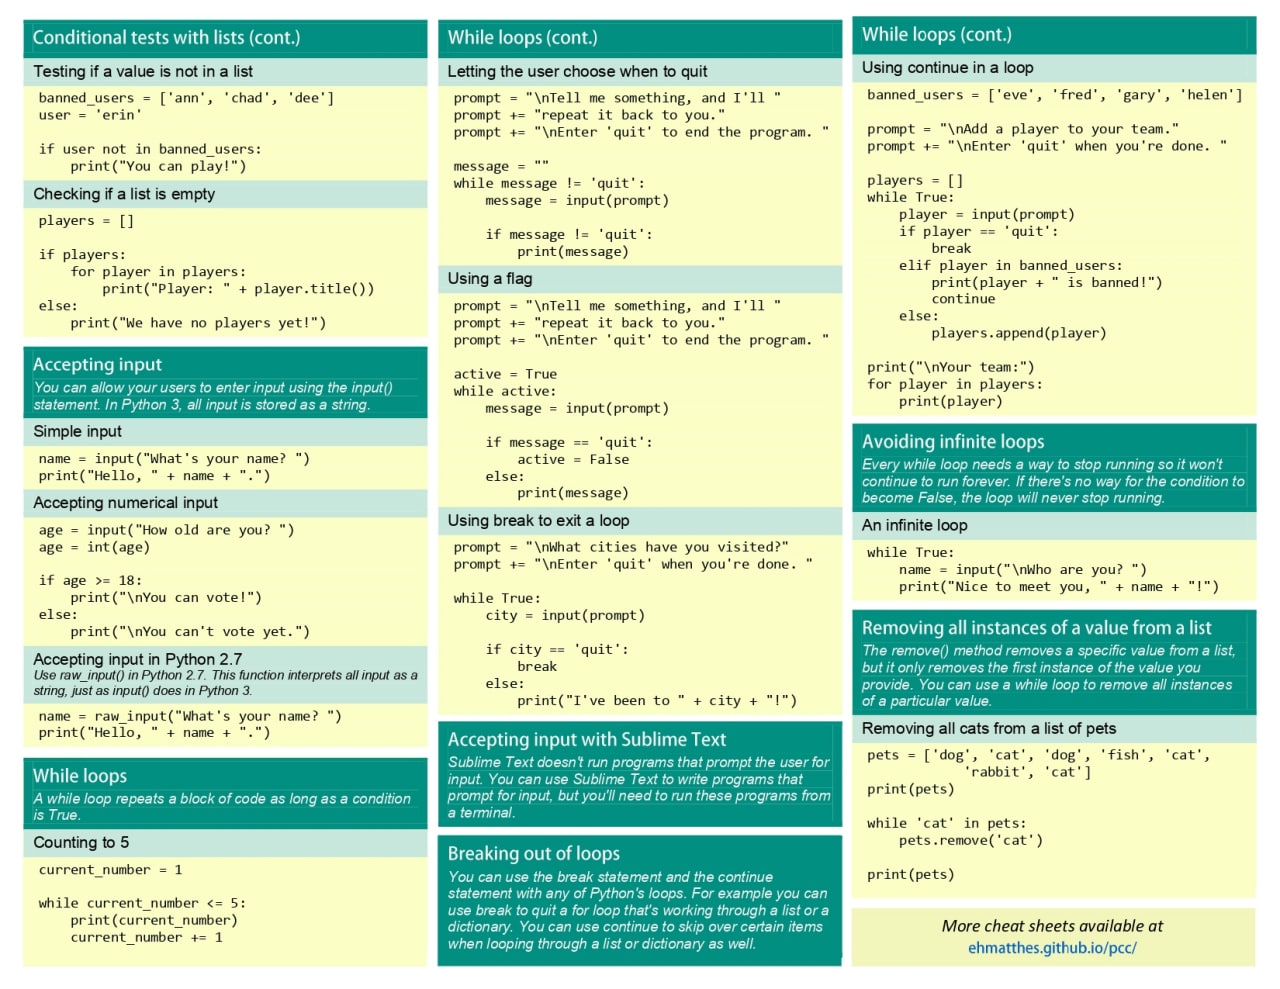 Conditional tests with lists (cont.)
Testing if a value is not in a list
banned_users = ['ann', 'chad', 'dee']
user = 'erin'

if user not in banned_users:
    print("You can play!")
Checking if a list is empty
players = []

if players:
    for player in players:
        print("Player: " + player.title())
else:
    print("We have no players yet!")
Accepting input
You can allow your users to enter input using the input()
statement. In Python 3, all input is stored as a string.
Simple input
name = input("What's your name? ")
print("Hello, " + name + ".")
Accepting numerical input
age = input("How old are you? ")
age = int(age)

if age >= 18:
    print("\nYou can vote!")
else:
    print("\nYou can't vote yet.")
Accepting input in Python 2.7
Use raw_input() in Python 2.7. This function interprets all input as a
string, just as input() does in Python 3.
name = raw_input("What's your name? ")
print("Hello, " + name + ".")
While loops
A while loop repeats a block of code as long as a condition
is True.
Counting to 5
current_number = 1

while current_number <= 5:
    print(current_number)
    current_number += 1
While loops (cont.)
Letting the user choose when to quit
prompt = "\nTell me something, and I'll "
prompt += "repeat it back to you."
prompt += "\nEnter 'quit' to end the program. "

message = ""
while message != 'quit':
    message = input(prompt)

    if message != 'quit':
        print(message)
Using a flag
prompt = "\nTell me something, and I'll "
prompt += "repeat it back to you."
prompt += "\nEnter 'quit' to end the program. "

active = True
while active:
    message = input(prompt)

    if message == 'quit':
        active = False
    else:
        print(message)
Using break to exit a loop
prompt = "\nWhat cities have you visited?"
prompt += "\nEnter 'quit' when you're done. "

while True:
    city = input(prompt)

    if city == 'quit':
        break
    else:
        print("I've been to " + city + "!")
Accepting input with Sublime Text
Sublime Text doesn't run programs that prompt the user for
input. You can use Sublime Text to write programs that
prompt for input, but you'll need to run these programs from
a terminal.
Breaking out of loops
You can use the break statement and the continue
statement with any of Python's loops. For example you can
use break to quit a for loop that's working through a list or a
dictionary. You can use continue to skip over certain items
when looping through a list or dictionary as well.
While loops (cont.)
Using continue in a loop
banned_users = ['eve', 'fred', 'gary', 'helen']

prompt = "\nAdd a player to your team."
prompt += "\nEnter 'quit' when you're done. "

players = []
while True:
    player = input(prompt)
    if player == 'quit':
        break
    elif player in banned_users:
        print(player + " is banned!")
        continue
    else:
        players.append(player)

print("\nYour team:")
for player in players:
    print(player)
Avoiding infinite loops
Every while loop needs a way to stop running so it won't
continue to run forever. If there's no way for the condition to
become False, the loop will never stop running.
An infinite loop
while True:
    name = input("\nWho are you? ")
    print("Nice to meet you, " + name + "!")
Removing all instances of a value from a list
The remove() method removes a specific value from a list,
but it only removes the first instance of the value you
provide. You can use a while loop to remove all instances
of a particular value.
Removing all cats from a list of pets
pets = ['dog', 'cat', 'dog', 'fish', 'cat',
            'rabbit', 'cat']
print(pets)

while 'cat' in pets:
    pets.remove('cat')

print(pets)
More cheat sheets available at
ehmatthes.github.io/pcc/